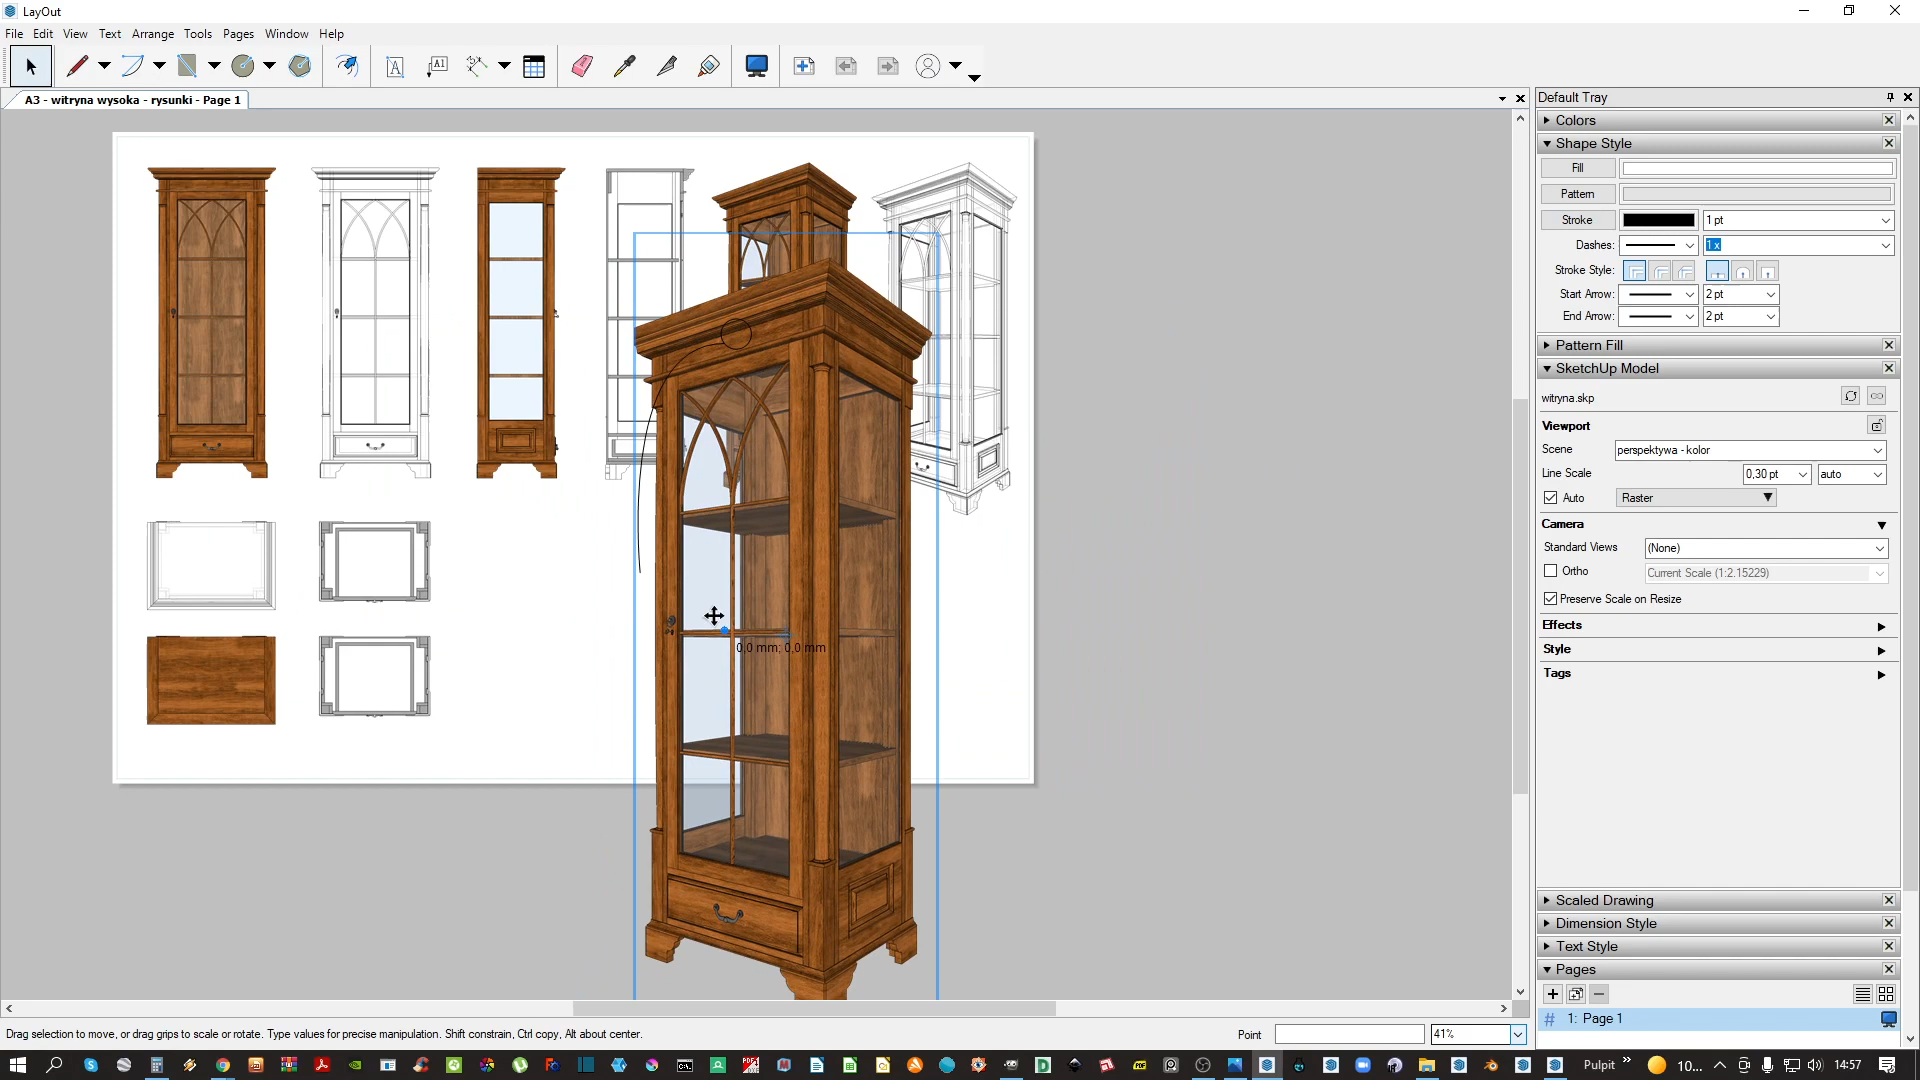 LayOut
File Edit View Text Arrange Tools Pages Window Help
A3 - witryna wysoka - rysunki - Page 1
Default Tray
Colors
Shape Style
Fill
Pattern
Stroke 1 pt
Dashes: 1 x
Stroke Style:
Start Arrow: 2 pt
End Arrow: 2 pt
Pattern Fill
SketchUp Model
witryna.skp
Viewport
Scene perspektywa - kolor
Line Scale 0,30 pt auto
Auto Raster
Camera
Standard Views (None)
Ortho Current Scale (1:2.15229)
Preserve Scale on Resize
Effects
Style
Tags
0,0 mm; 0,0 mm
Scaled Drawing
Dimension Style
Text Style
Pages
# 1: Page 1
Drag selection to move, or drag grips to scale or rotate. Type values for precise manipulation. Shift constrain, Ctrl copy, Alt about center.
Point 41%
Pulpit » 10... 14:57